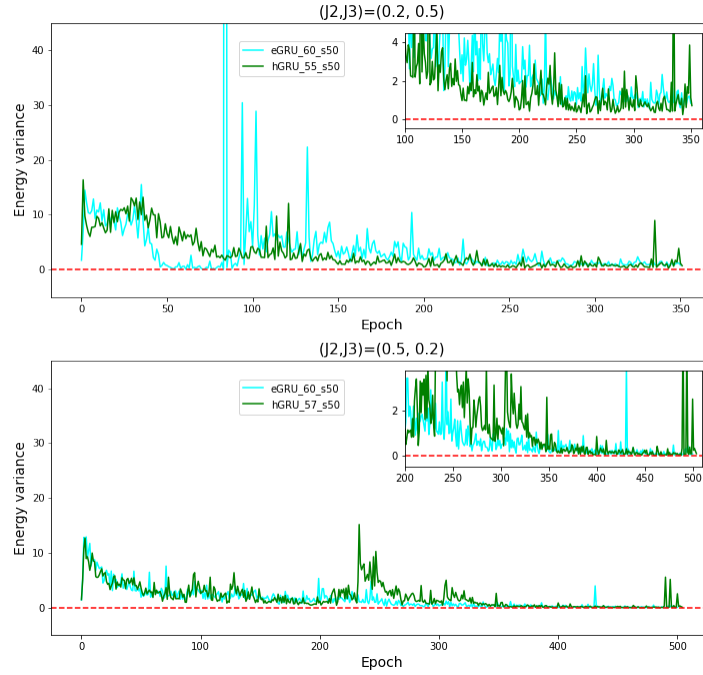 (J2,J3)=(0.2, 0.5)
Energy variance
40
30
20
10
0
eGRU_60_s50
hGRU_55_s50
4
2
0
100 150 200 250 300 350
0 50 100 150 200 250 300 350
Epoch
(J2,J3)=(0.5, 0.2)
Energy variance
40
30
20
10
0
eGRU_60_s50
hGRU_57_s50
2
0
200 250 300 350 400 450 500
0 100 200 300 400 500
Epoch